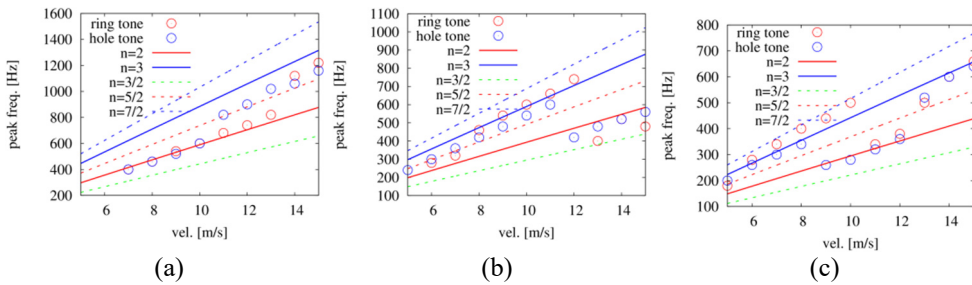 1600
1400
1200
1000
800
600
400
200
peak freq. [Hz]
ring tone
hole tone
n=2
n=3
n=3/2
n=5/2
n=7/2
6 8 10 12 14
vel. [m/s]
(a)
1100
1000
900
800
700
600
500
400
300
200
100
peak freq. [Hz]
ring tone
hole tone
n=2
n=3
n=3/2
n=5/2
n=7/2
6 8 10 12 14
vel. [m/s]
(b)
800
700
600
500
400
300
200
100
peak freq. [Hz]
ring tone
hole tone
n=2
n=3
n=3/2
n=5/2
n=7/2
6 8 10 12 14
vel. [m/s]
(c)